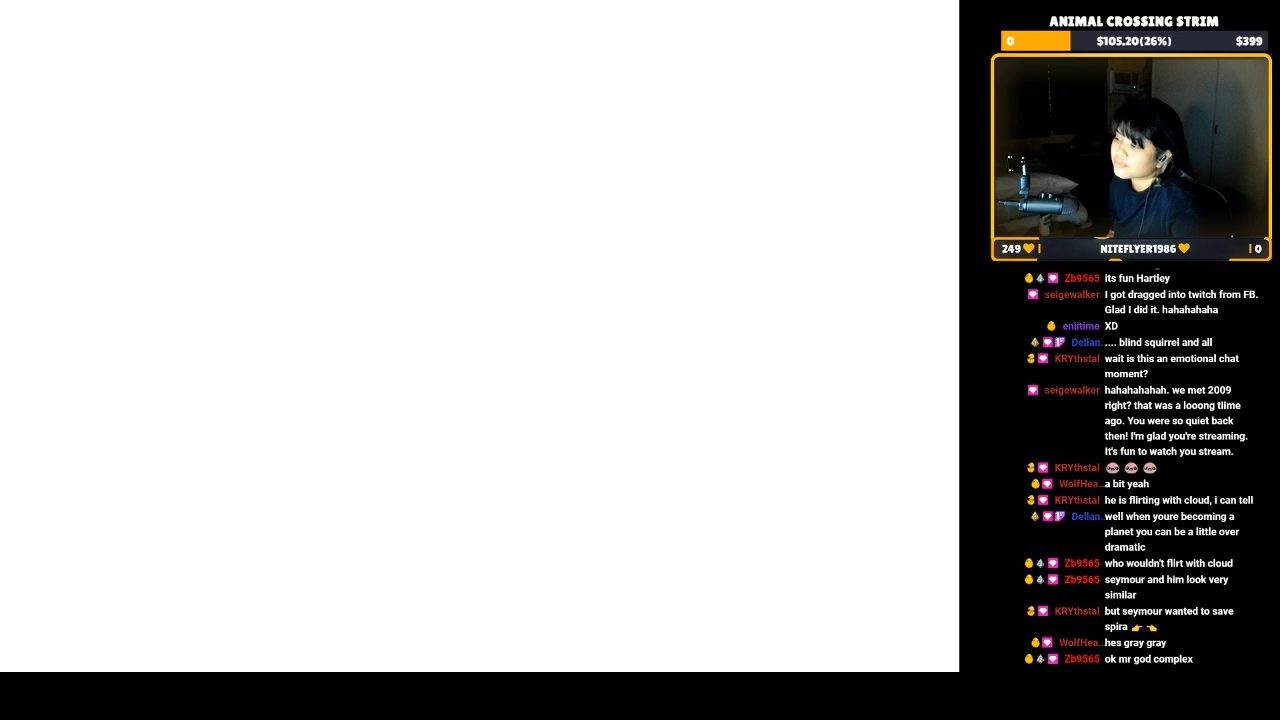 ANIMAL CROSSING STRIM
0 $105.20(26%) $399
249 NITEFLYER1986 0
Zb9565 its fun Hartley
seigewalker I got dragged into twitch from FB.
Glad I did it. hahahahaha
eniitime XD
Dellan... .... blind squirrel and all
KRYthstal wait is this an emotional chat
moment?
seigewalker hahahahahah. we met 2009
right? that was a looong tiime
ago. You were so quiet back
then! I'm glad you're streaming.
It's fun to watch you stream.
KRYthstal
WolfHea... a bit yeah
KRYthstal he is flirting with cloud, i can tell
Dellan... well when youre becoming a
planet you can be a little over
dramatic
Zb9565 who wouldn't flirt with cloud
Zb9565 seymour and him look very
similar
KRYthstal but seymour wanted to save
spira
WolfHea... hes gray gray
Zb9565 ok mr god complex